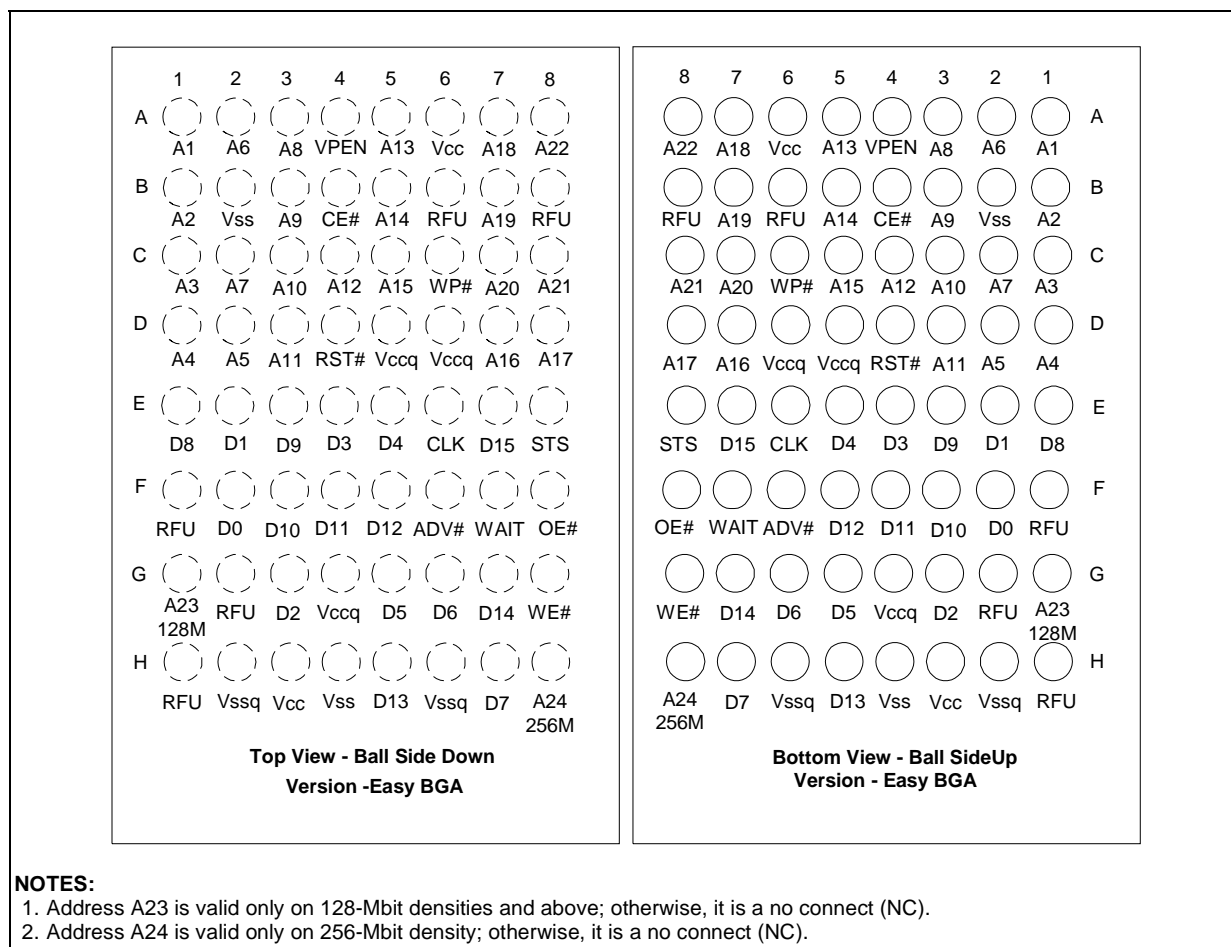 1 2 3 4 5 6 7 8
A
A1 A6 A8 VPEN A13 Vcc A18 A22
B
A2 Vss A9 CE# A14 RFU A19 RFU
C
A3 A7 A10 A12 A15 WP# A20 A21
D
A4 A5 A11 RST# Vccq Vccq A16 A17
E
D8 D1 D9 D3 D4 CLK D15 STS
F
RFU D0 D10 D11 D12 ADV# WAIT OE#
G
A23 RFU D2 Vccq D5 D6 D14 WE#
128M
H
RFU Vssq Vcc Vss D13 Vssq D7 A24
256M
Top View - Ball Side Down
Version -Easy BGA
8 7 6 5 4 3 2 1
A
A22 A18 Vcc A13 VPEN A8 A6 A1
B
RFU A19 RFU A14 CE# A9 Vss A2
C
A21 A20 WP# A15 A12 A10 A7 A3
D
A17 A16 Vccq Vccq RST# A11 A5 A4
E
STS D15 CLK D4 D3 D9 D1 D8
F
OE# WAIT ADV# D12 D11 D10 D0 RFU
G
WE# D14 D6 D5 Vccq D2 RFU A23
128M
H
A24 D7 Vssq D13 Vss Vcc Vssq RFU
256M
Bottom View - Ball SideUp
Version - Easy BGA
NOTES:
1. Address A23 is valid only on 128-Mbit densities and above; otherwise, it is a no connect (NC).
2. Address A24 is valid only on 256-Mbit density; otherwise, it is a no connect (NC).